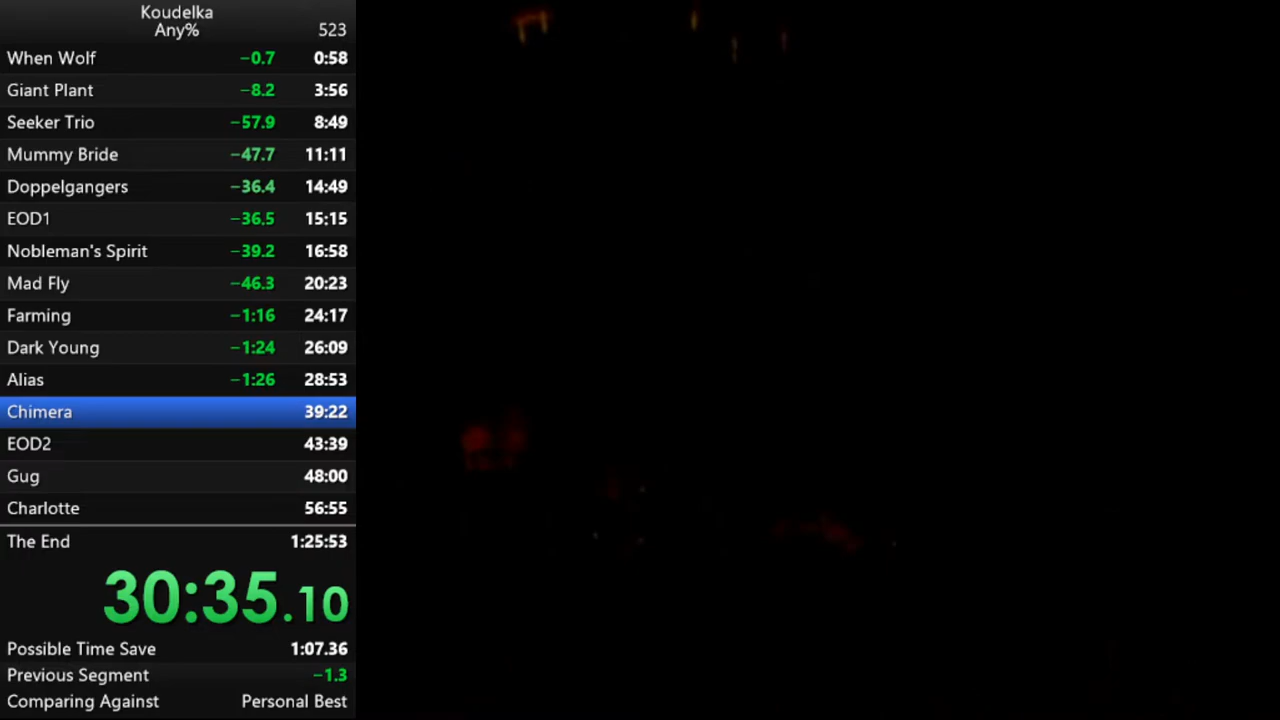 Koudelka
Any% 523
When Wolf −0.7 0:58
Giant Plant −8.2 3:56
Seeker Trio −57.9 8:49
Mummy Bride −47.7 11:11
Doppelgangers −36.4 14:49
EOD1 −36.5 15:15
Nobleman's Spirit −39.2 16:58
Mad Fly −46.3 20:23
Farming −1:16 24:17
Dark Young −1:24 26:09
Alias −1:26 28:53
Chimera 39:22
EOD2 43:39
Gug 48:00
Charlotte 56:55
The End 1:25:53
30:35.10
Possible Time Save 1:07.36
Previous Segment −1.3
Comparing Against Personal Best